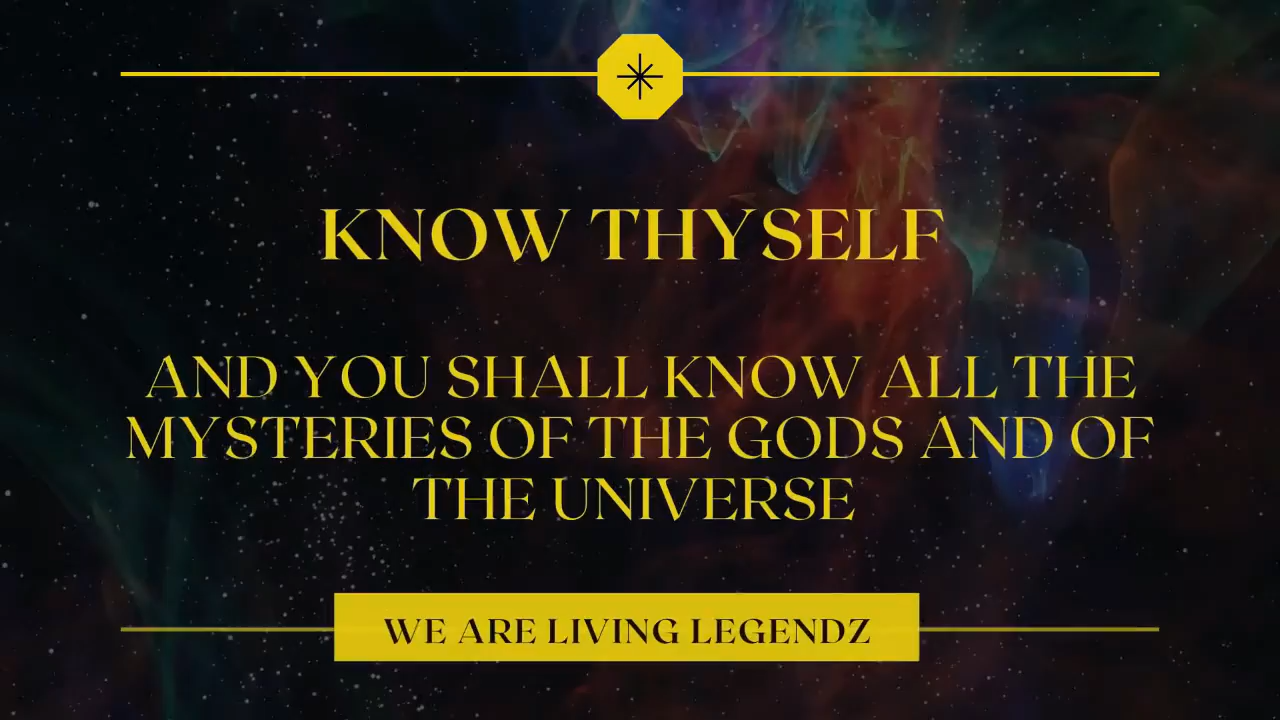 KNOW THYSELF
AND YOU SHALL KNOW ALL THE
MYSTERIES OF THE GODS AND OF
THE UNIVERSE
WE ARE LIVING LEGENDZ